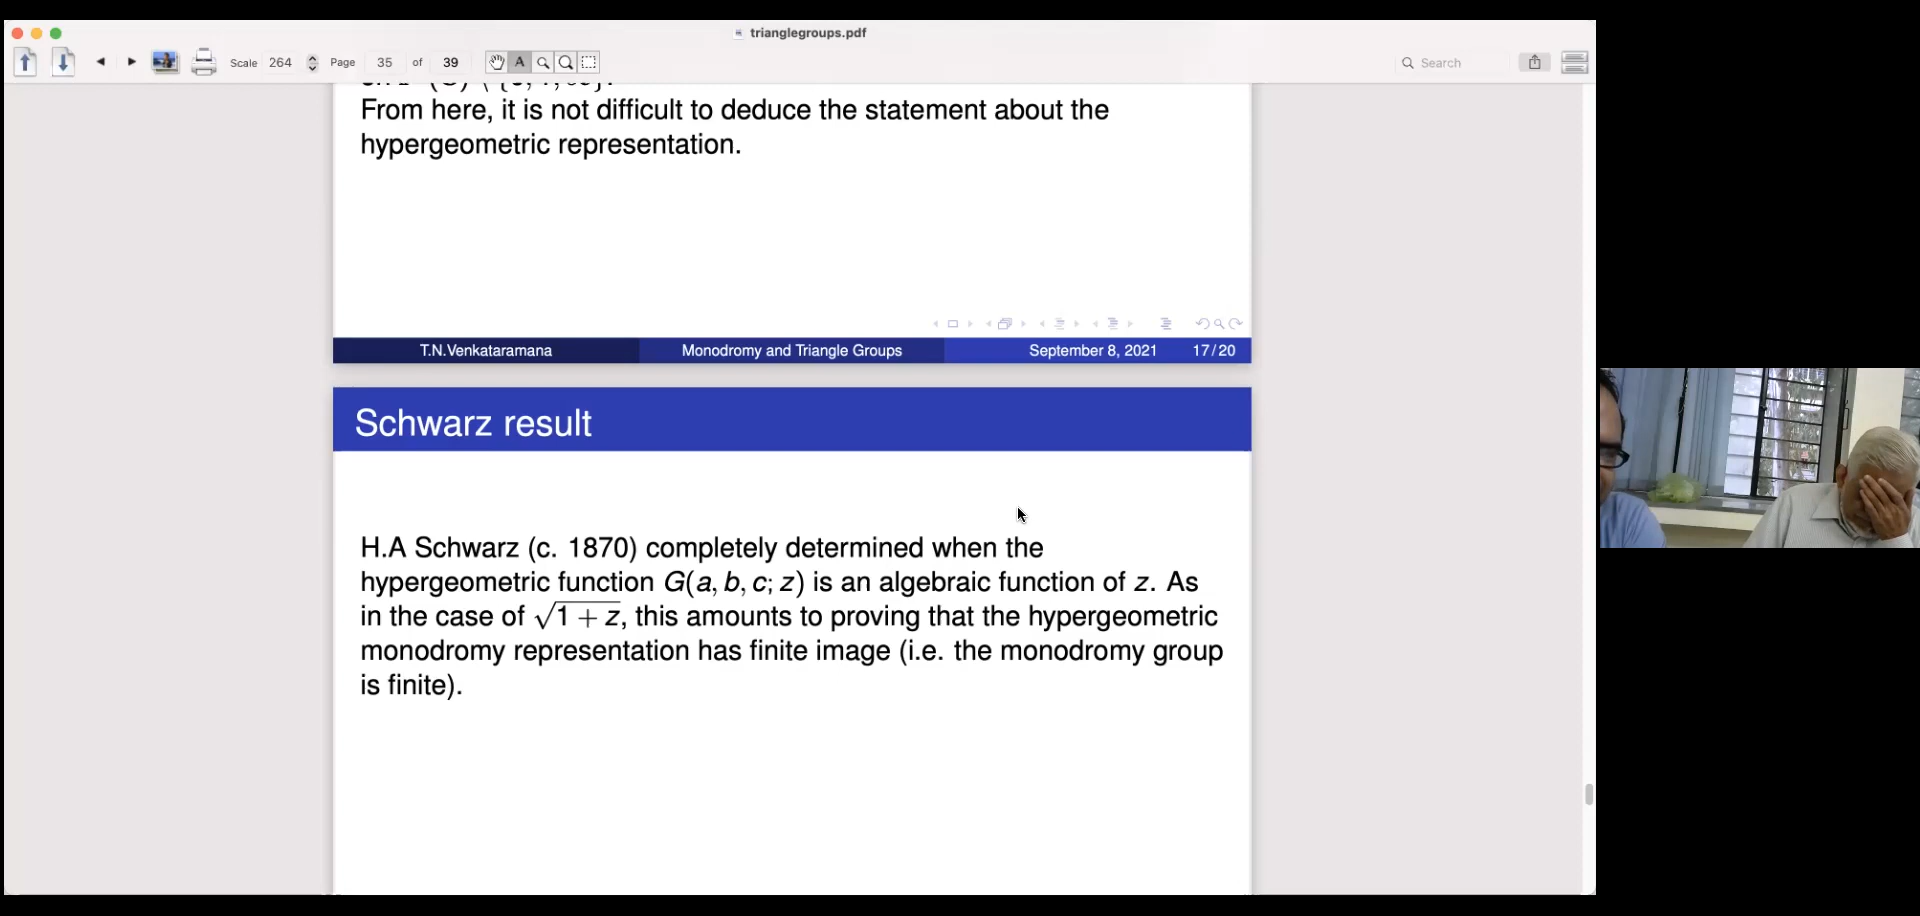 trianglegroups.pdf
Scale 264 Page 35 of 39 A Search
From here, it is not difficult to deduce the statement about the
hypergeometric representation.
T.N.Venkataramana Monodromy and Triangle Groups September 8, 2021 17/20
Schwarz result
H.A Schwarz (c. 1870) completely determined when the
hypergeometric function G(a, b, c; z) is an algebraic function of z. As
in the case of √1 + z, this amounts to proving that the hypergeometric
monodromy representation has finite image (i.e. the monodromy group
is finite).